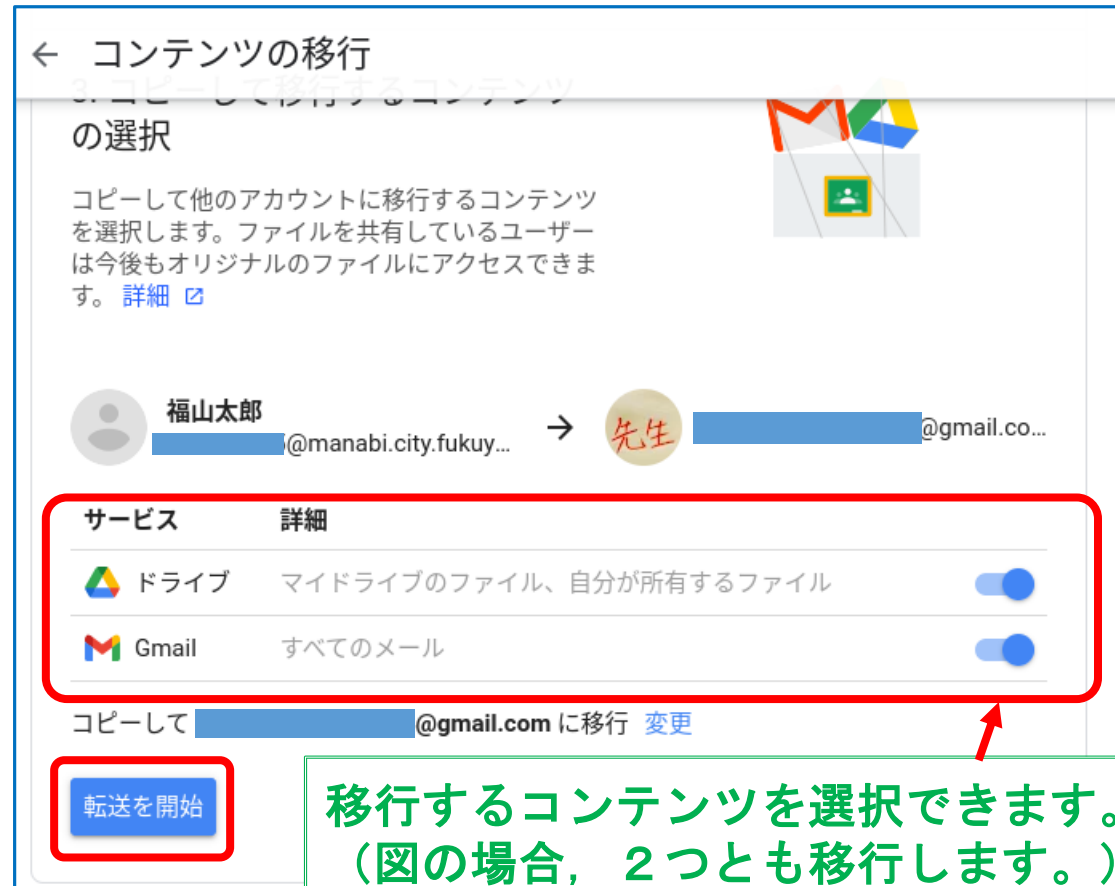 ← コンテンツの移行
3. コピーして移行するコンテンツ
の選択
コピーして他のアカウントに移行するコンテンツ
を選択します。ファイルを共有しているユーザー
は今後もオリジナルのファイルにアクセスできま
す。 詳細
福山太郎
@manabi.city.fukuy...
→
先生
@gmail.co...
サービス 詳細
ドライブ マイドライブのファイル、自分が所有するファイル
Gmail すべてのメール
コピーして @gmail.com に移行 変更
転送を開始
移行するコンテンツを選択できます。
（図の場合，２つとも移行します。）